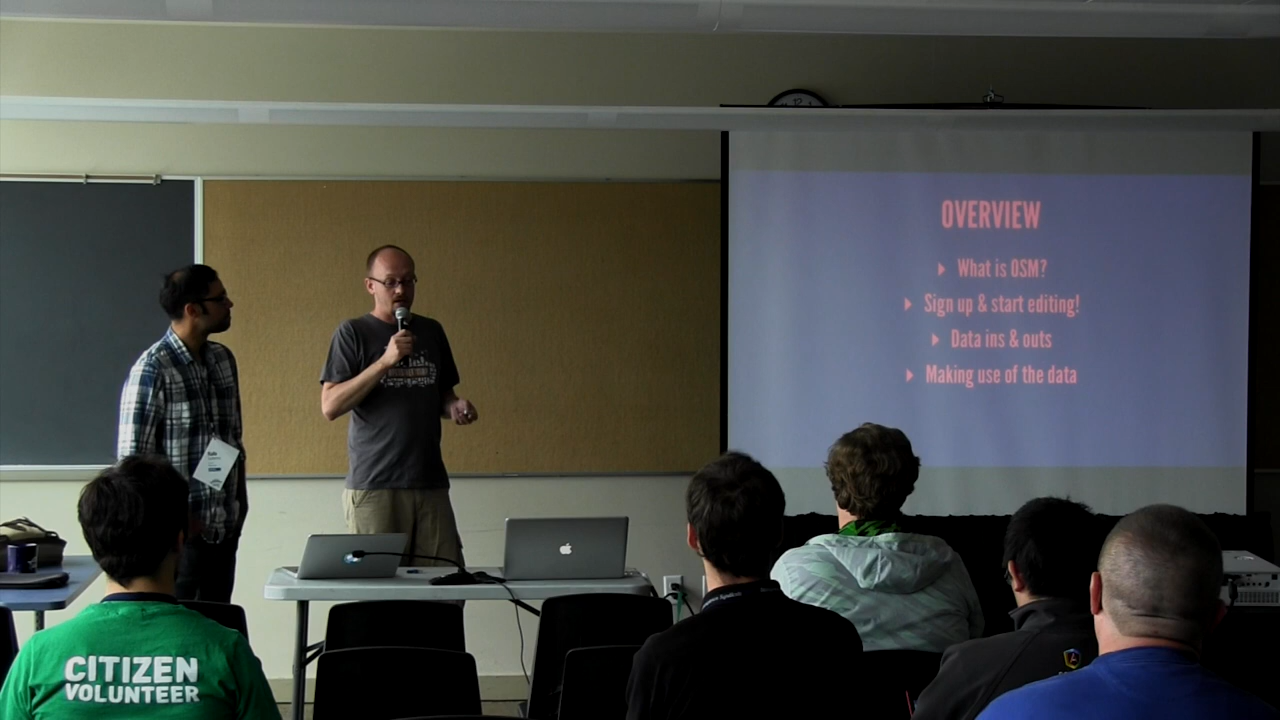 OVERVIEW
What is OSM?
Sign up & start editing!
Data ins & outs
Making use of the data
CITIZEN
VOLUNTEER